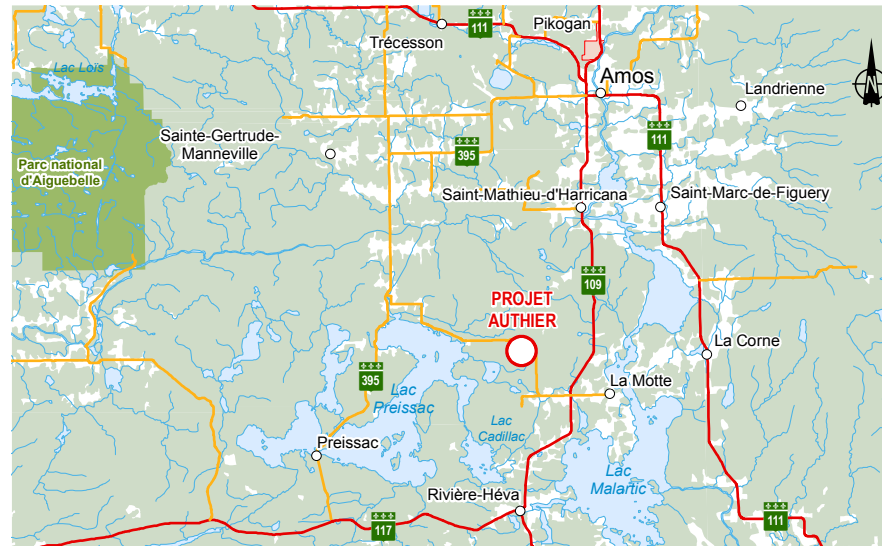 Pikogan
111
Trécesson
Lac Loïs
Amos
Landrienne
Sainte-Gertrude-
Manneville
111
395
Parc national
d'Aiguebelle
Saint-Mathieu-d'Harricana
Saint-Marc-de-Figuery
109
PROJET
AUTHIER
La Corne
395
La Motte
Lac
Preissac
Lac
Cadillac
Preissac
Lac
Malartic
Rivière-Héva
117
111